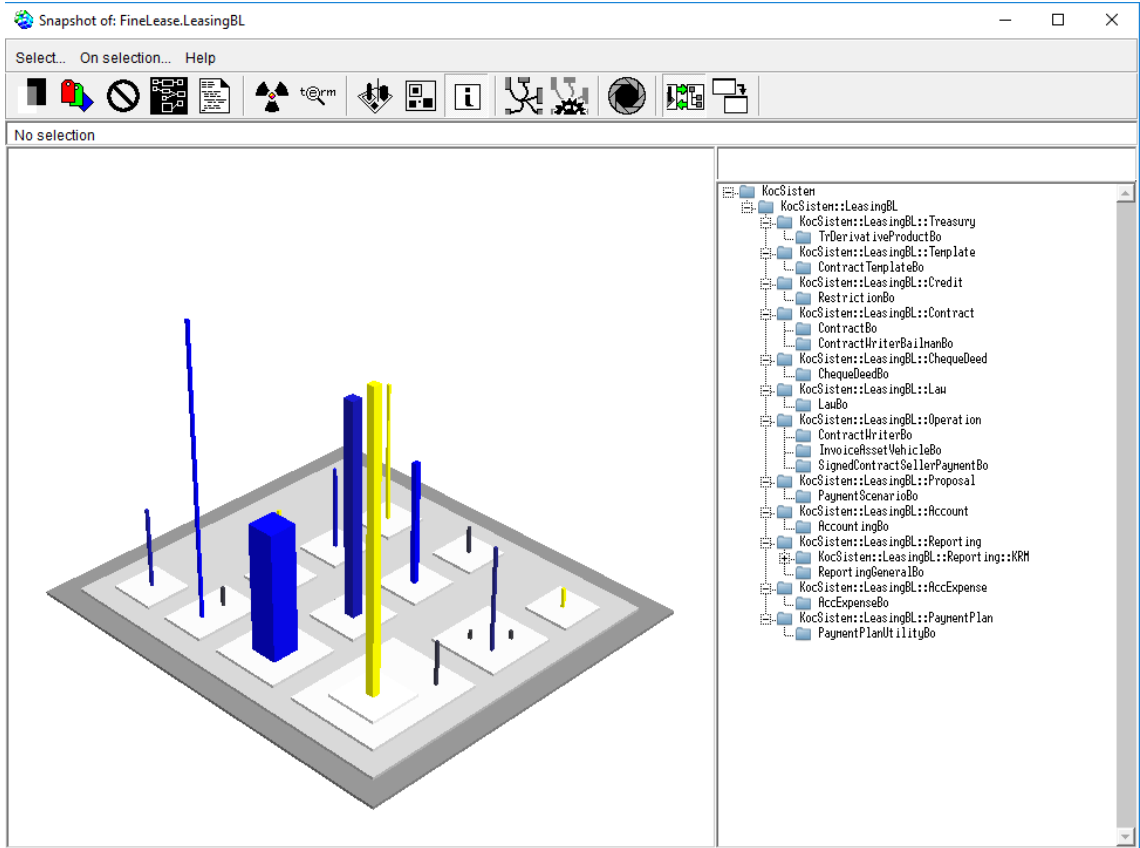 Snapshot of: FineLease.LeasingBL
Select... On selection... Help
t@rm
i
No selection
KocSistem
KocSistem::LeasingBL
KocSistem::LeasingBL::Treasury
TrDerivativeProductBo
KocSistem::LeasingBL::Template
ContractTemplateBo
KocSistem::LeasingBL::Credit
RestrictionBo
KocSistem::LeasingBL::Contract
ContractBo
ContractWriterBailmanBo
KocSistem::LeasingBL::ChequeDeed
ChequeDeedBo
KocSistem::LeasingBL::Law
LawBo
KocSistem::LeasingBL::Operation
ContractWriterBo
InvoiceAssetVehicleBo
SignedContractSellerPaymentBo
KocSistem::LeasingBL::Proposal
PaymentScenarioBo
KocSistem::LeasingBL::Account
AccountingBo
KocSistem::LeasingBL::Reporting
KocSistem::LeasingBL::Reporting::KRM
ReportingGeneralBo
KocSistem::LeasingBL::AccExpense
AccExpenseBo
KocSistem::LeasingBL::PaymentPlan
PaymentPlanUtilityBo